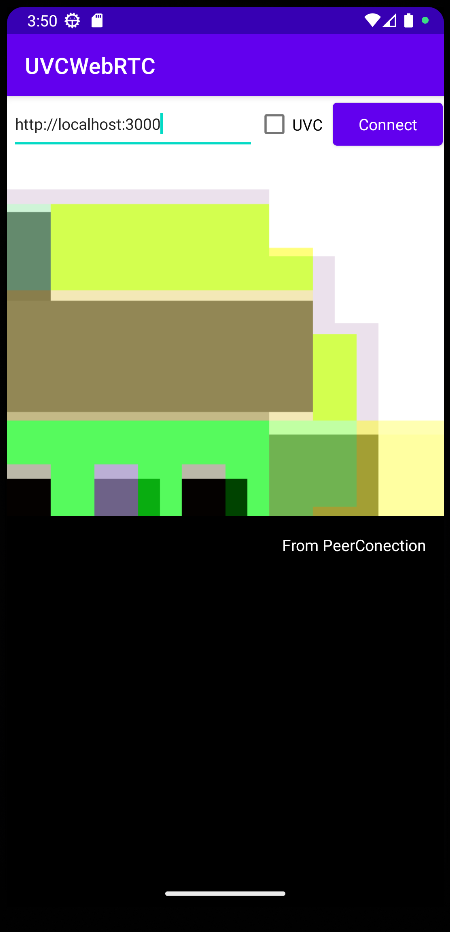 3:50
UVCWebRTC
http://localhost:3000
UVC
Connect
From PeerConection